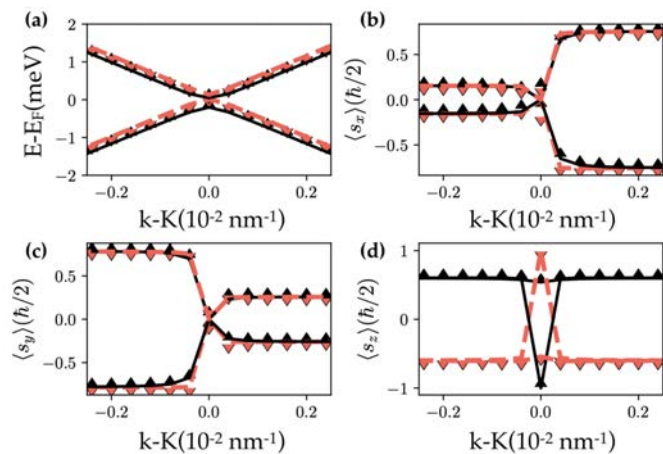 (a)
(b)
E-E_F(meV)
2
1
0
−1
−2
−0.2
0.0
0.2
k-K(10⁻² nm⁻¹)
⟨s_x⟩(ℏ/2)
0.5
0.0
−0.5
−0.2
0.0
0.2
k-K(10⁻² nm⁻¹)
(c)
(d)
⟨s_y⟩(ℏ/2)
0.5
0.0
−0.5
−0.2
0.0
0.2
k-K(10⁻² nm⁻¹)
⟨s_z⟩(ℏ/2)
1
0
−1
−0.2
0.0
0.2
k-K(10⁻² nm⁻¹)